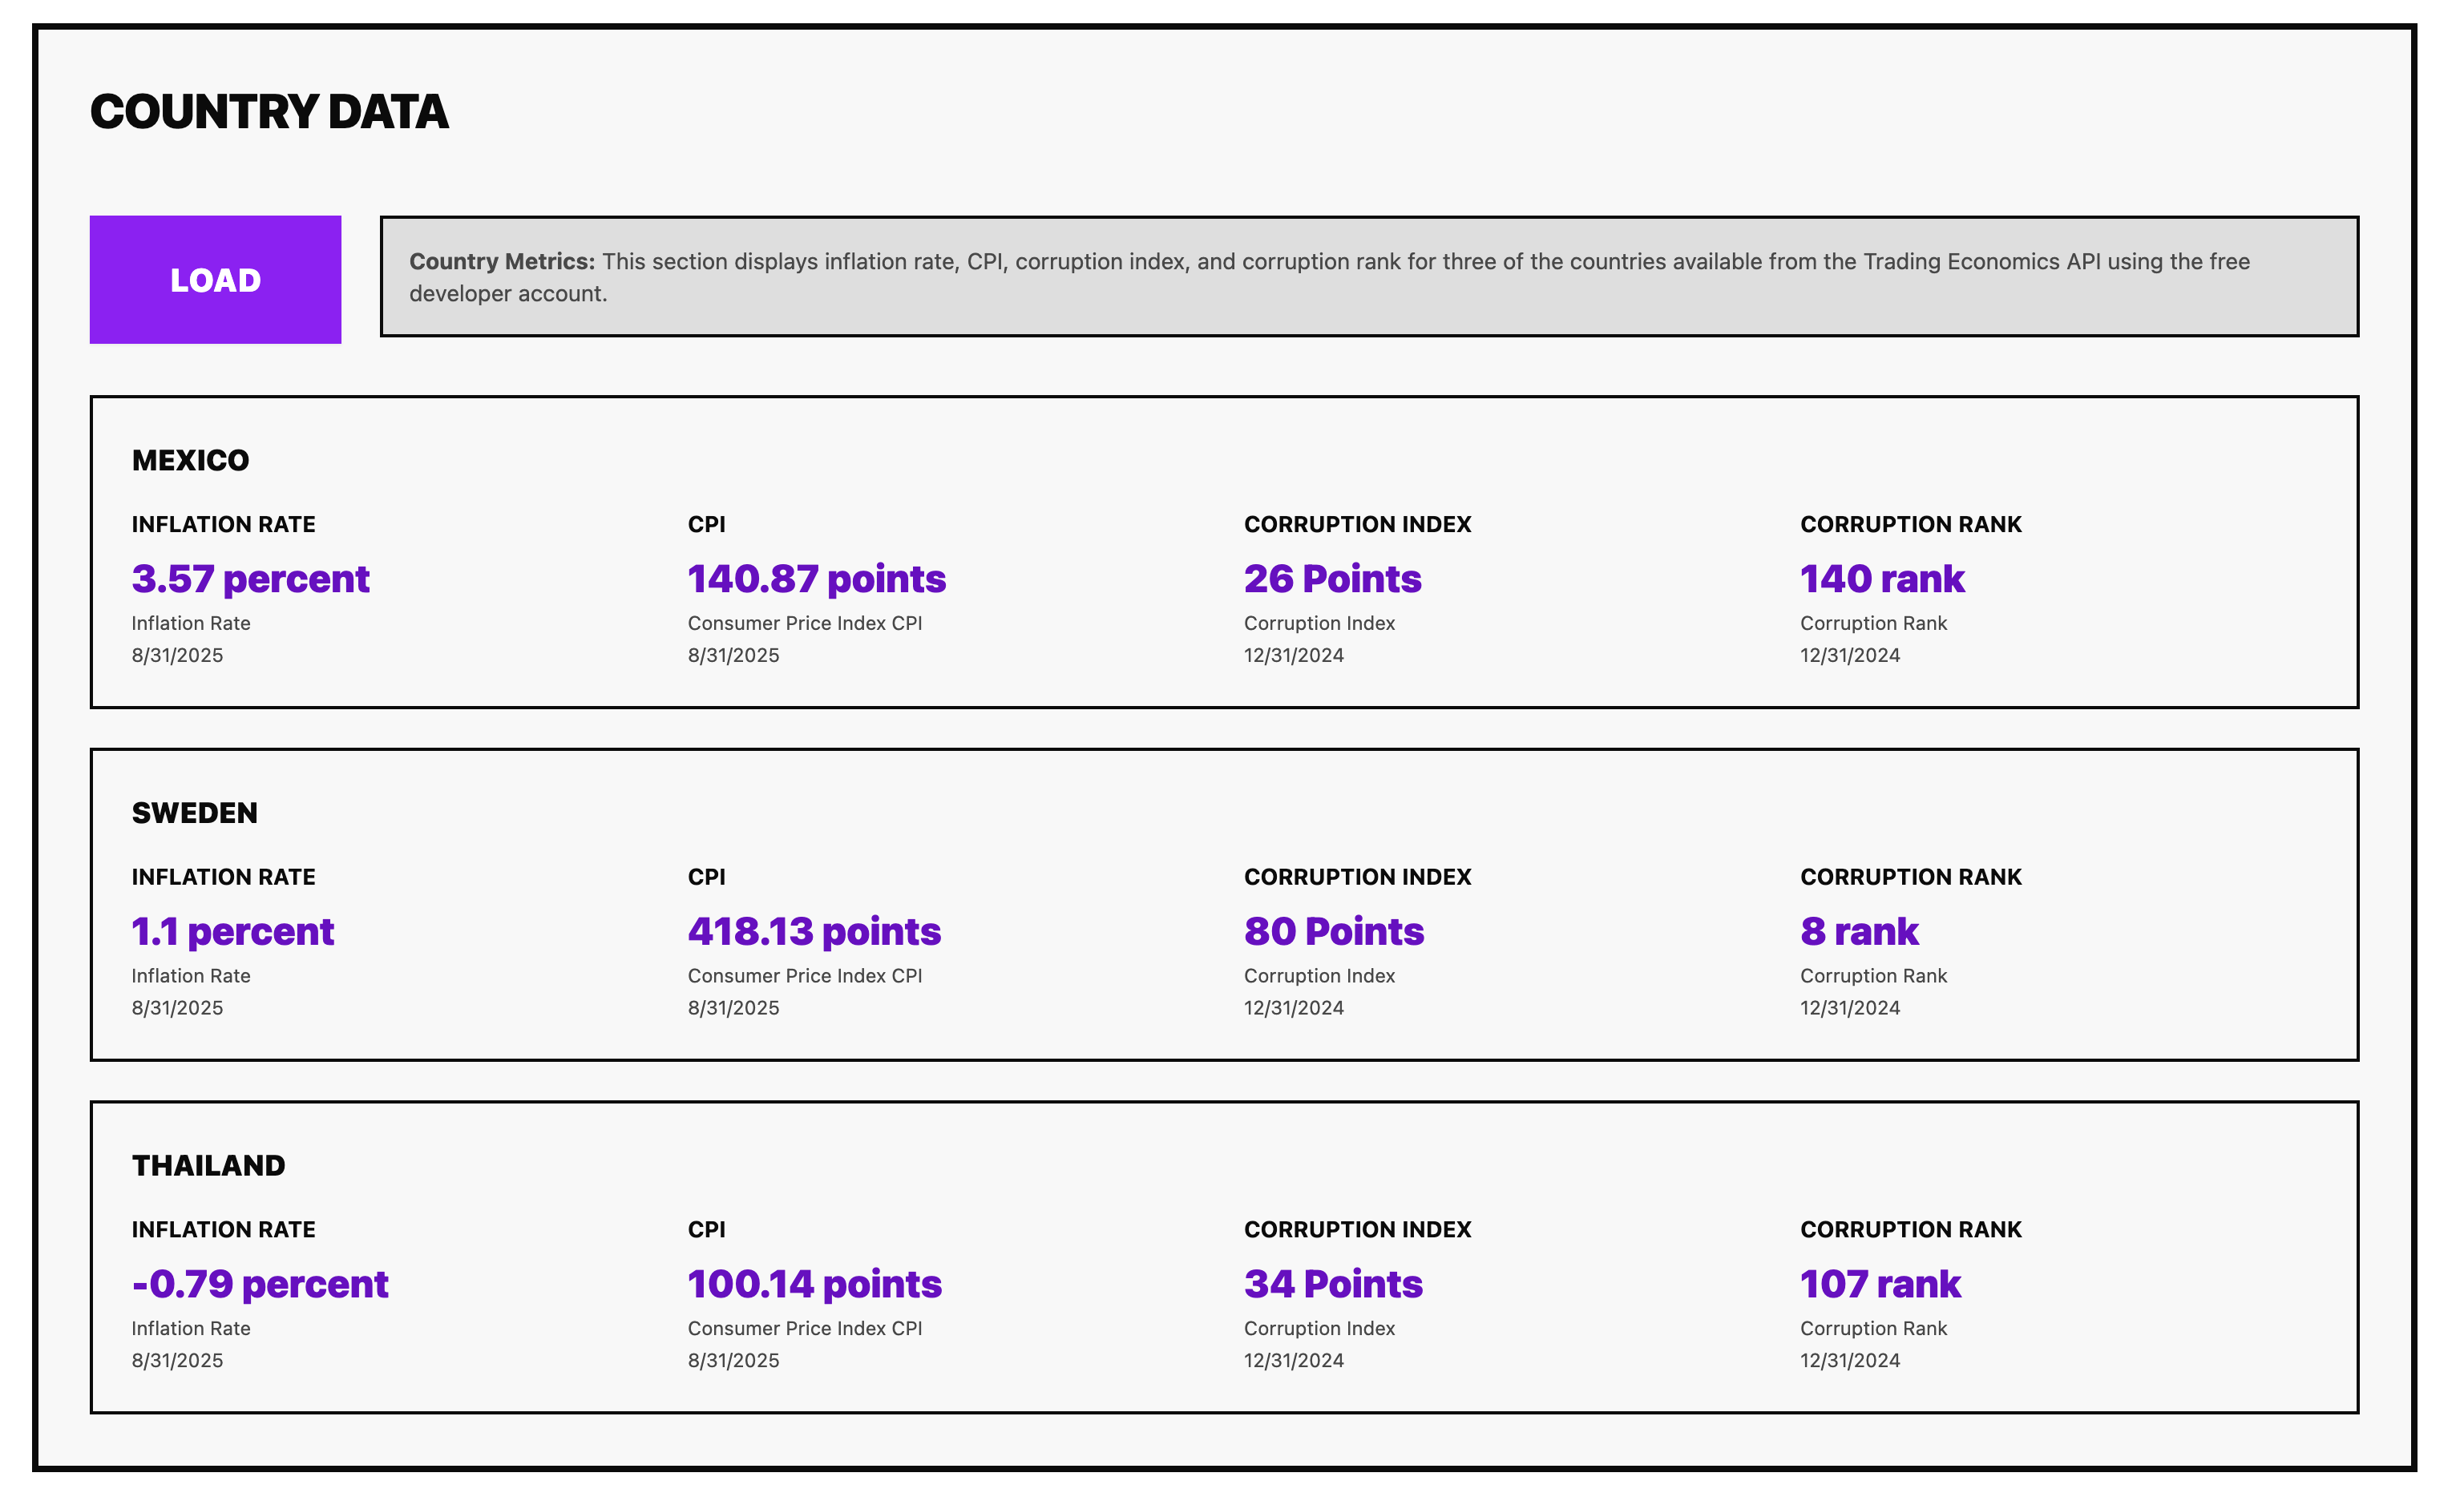 COUNTRY DATA
LOAD
Country Metrics: This section displays inflation rate, CPI, corruption index, and corruption rank for three of the countries available from the Trading Economics API using the free
developer account.
MEXICO
INFLATION RATE
3.57 percent
Inflation Rate
8/31/2025
CPI
140.87 points
Consumer Price Index CPI
8/31/2025
CORRUPTION INDEX
26 Points
Corruption Index
12/31/2024
CORRUPTION RANK
140 rank
Corruption Rank
12/31/2024
SWEDEN
INFLATION RATE
1.1 percent
Inflation Rate
8/31/2025
CPI
418.13 points
Consumer Price Index CPI
8/31/2025
CORRUPTION INDEX
80 Points
Corruption Index
12/31/2024
CORRUPTION RANK
8 rank
Corruption Rank
12/31/2024
THAILAND
INFLATION RATE
-0.79 percent
Inflation Rate
8/31/2025
CPI
100.14 points
Consumer Price Index CPI
8/31/2025
CORRUPTION INDEX
34 Points
Corruption Index
12/31/2024
CORRUPTION RANK
107 rank
Corruption Rank
12/31/2024